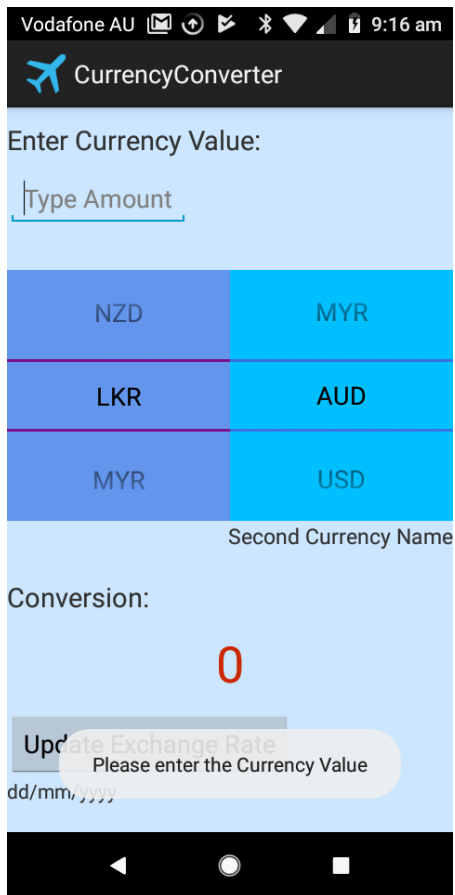 Vodafone AU 9:16 am
CurrencyConverter
Enter Currency Value:
Type Amount
NZD MYR
LKR AUD
MYR USD
Second Currency Name
Conversion:
0
Update Exchange Rate
Please enter the Currency Value
dd/mm/yyyy